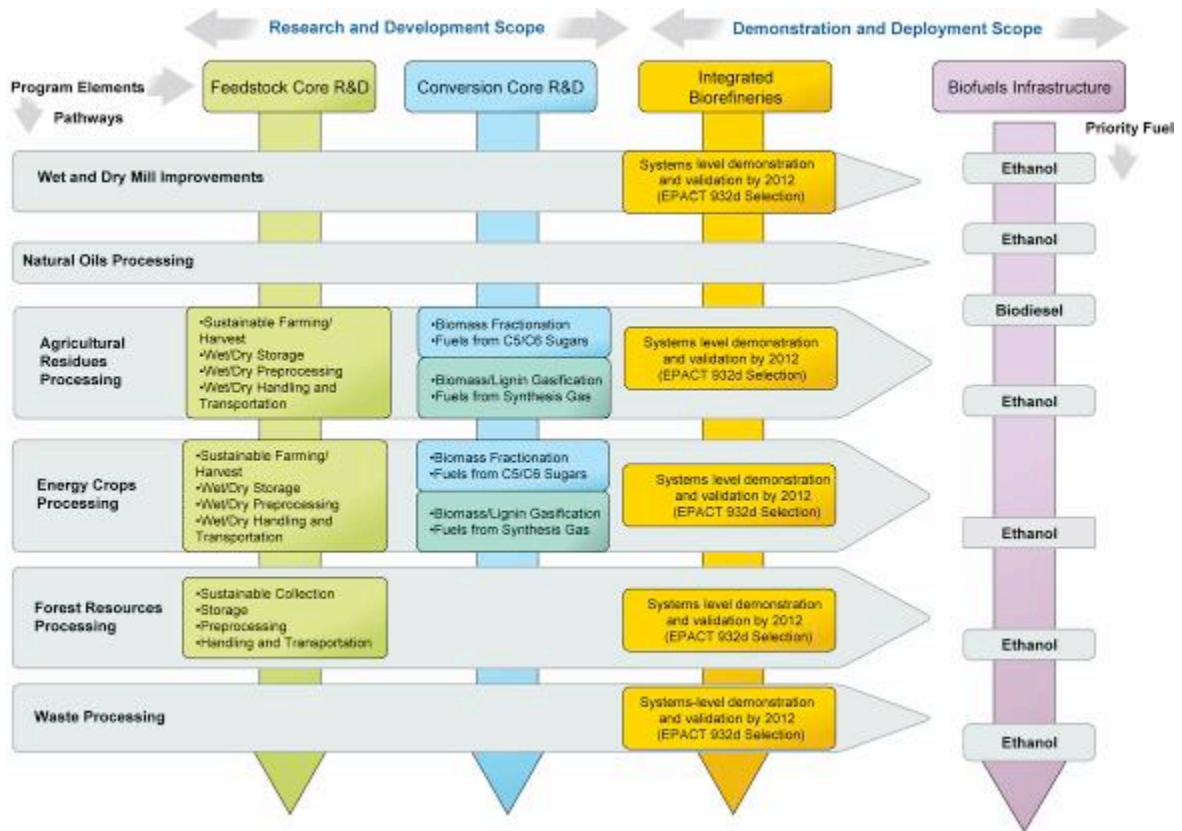 Research and Development Scope
Demonstration and Deployment Scope
Program Elements
Pathways
Feedstock Core R&D
Conversion Core R&D
Integrated
Biorefineries
Biofuels Infrastructure
Priority Fuel
Wet and Dry Mill Improvements
Systems level demonstration
and validation by 2012
(EPACT 932d Selection)
Ethanol
Natural Oils Processing
Ethanol
Agricultural
Residues
Processing
•Sustainable Farming/
Harvest
•Wet/Dry Storage
•Wet/Dry Preprocessing
•Wet/Dry Handling and
Transportation
•Biomass Fractionation
•Fuels from C5/C6 Sugars
•Biomass/Lignin Gasification
•Fuels from Synthesis Gas
Systems level demonstration
and validation by 2012
(EPACT 932d Selection)
Biodiesel
Ethanol
Energy Crops
Processing
•Sustainable Farming/
Harvest
•Wet/Dry Storage
•Wet/Dry Preprocessing
•Wet/Dry Handling and
Transportation
•Biomass Fractionation
•Fuels from C5/C6 Sugars
•Biomass/Lignin Gasification
•Fuels from Synthesis Gas
Systems level demonstration
and validation by 2012
(EPACT 932d Selection)
Ethanol
Forest Resources
Processing
•Sustainable Collection
•Storage
•Preprocessing
•Handling and Transportation
Systems level demonstration
and validation by 2012
(EPACT 932d Selection)
Ethanol
Waste Processing
Systems-level demonstration
and validation by 2012
(EPACT 932d Selection)
Ethanol